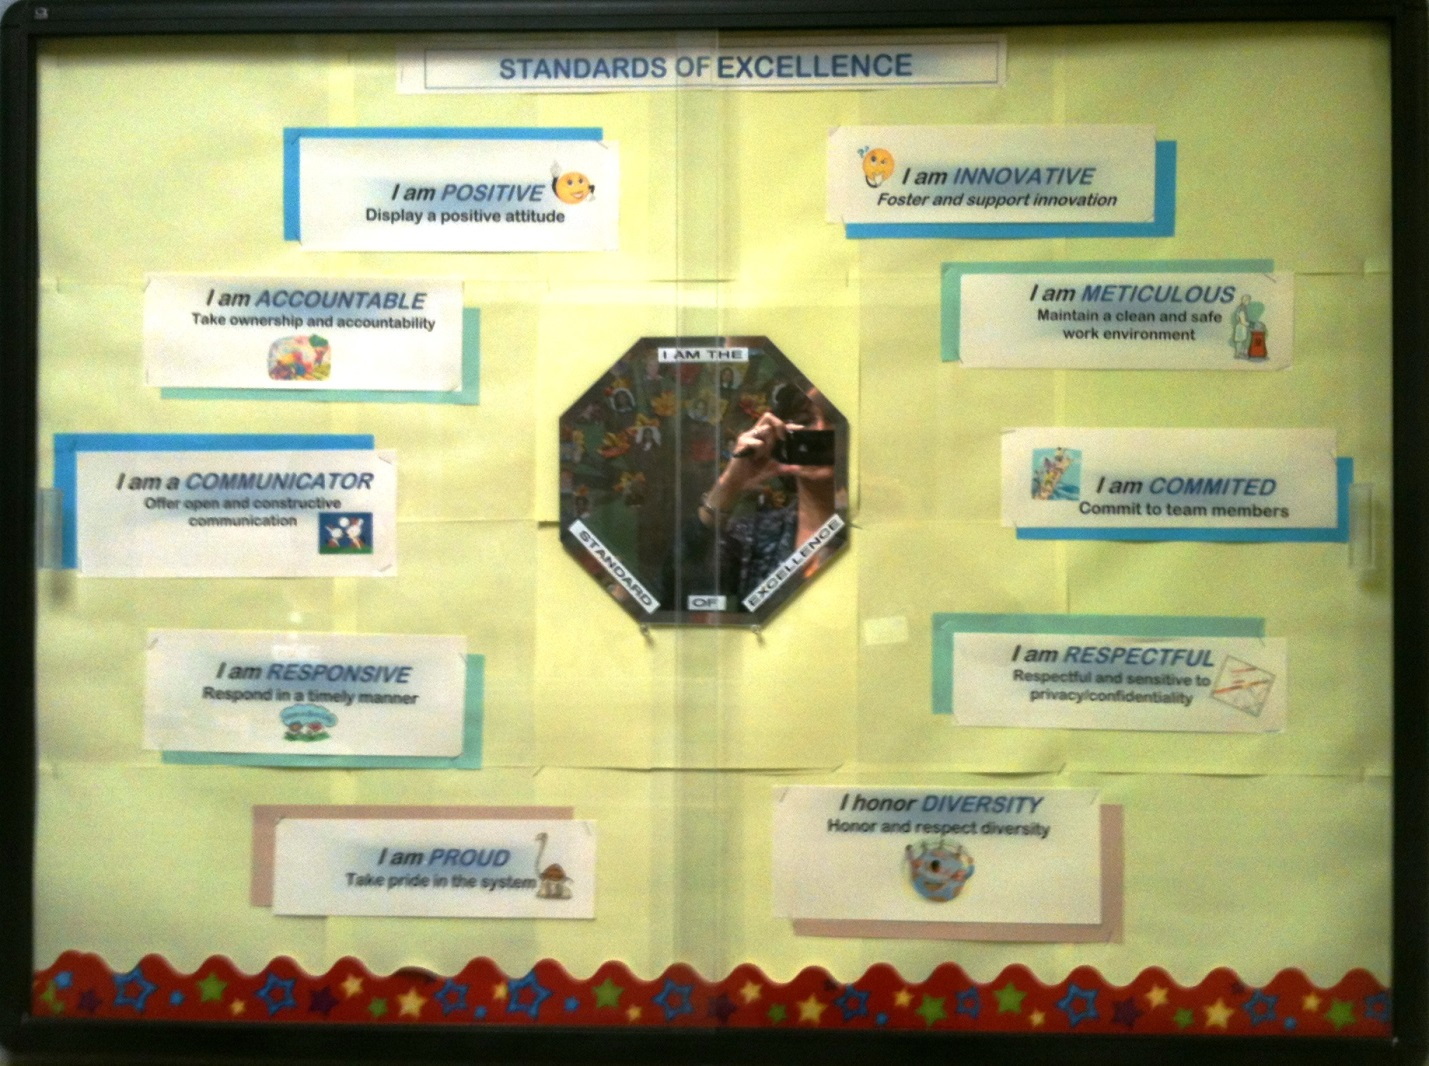 STANDARDS OF EXCELLENCE
I am POSITIVE
Display a positive attitude
I am INNOVATIVE
Foster and support innovation
I am ACCOUNTABLE
Take ownership and accountability
I am METICULOUS
Maintain a clean and safe
work environment
I AM THE
STANDARD
OF
EXCELLENCE
I am a COMMUNICATOR
Offer open and constructive
communication
I am COMMITED
Commit to team members
I am RESPONSIVE
Respond in a timely manner
I am RESPECTFUL
Respectful and sensitive to
privacy/confidentiality
I am PROUD
Take pride in the system
I honor DIVERSITY
Honor and respect diversity